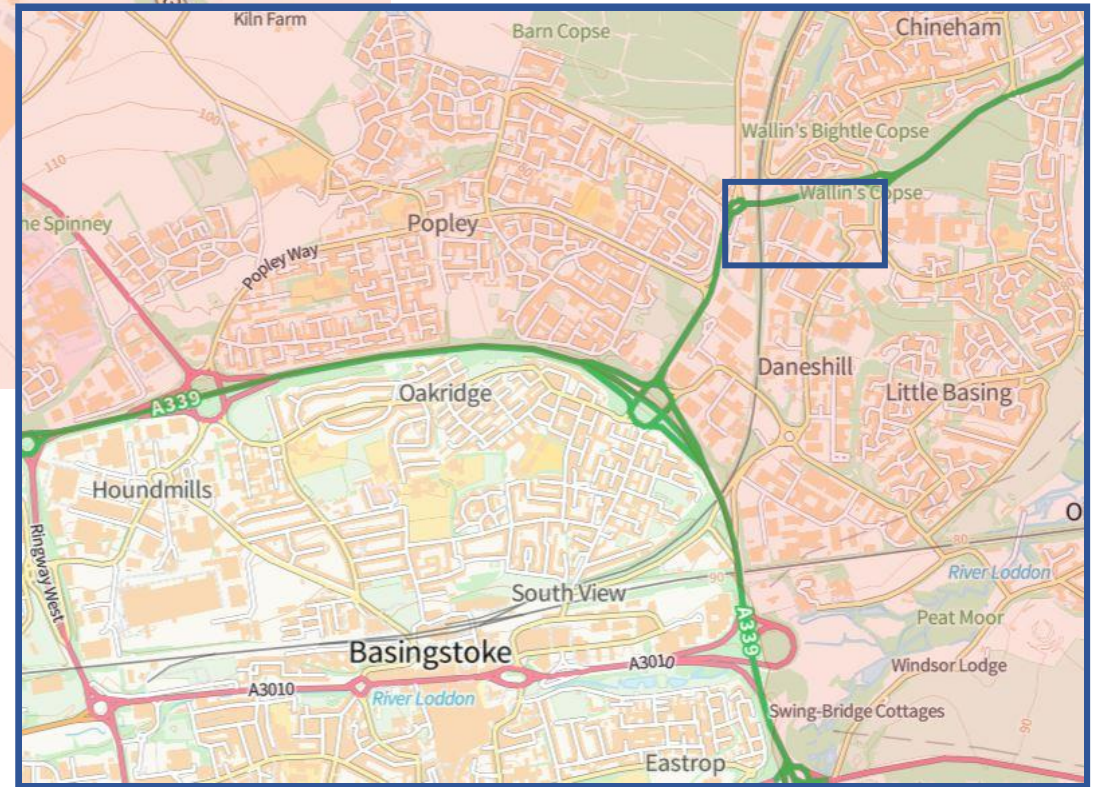 Kiln Farm
Chineham
Barn Copse
100
Wallin's Bightle Copse
110
80
Wallin's Copse
he Spinney
Popley
Popley Way
80
Daneshill
A339
Oakridge
Little Basing
Houndmills
O
Ringway West
80
90
River Loddon
South View
Peat Moor
A339
Basingstoke
A3010
Windsor Lodge
A3010
River Loddon
Swing-Bridge Cottages
90
Eastrop